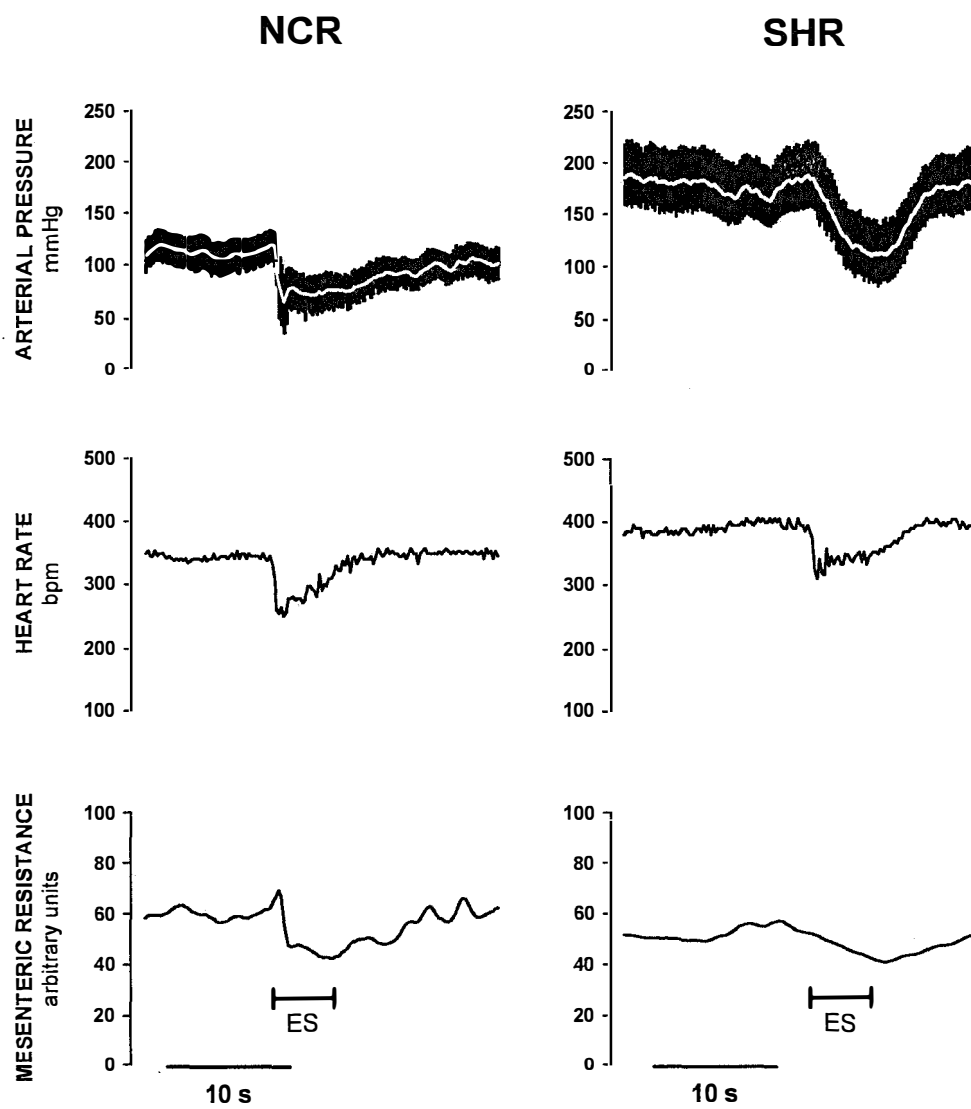 NCR
SHR
ARTERIAL PRESSURE
mmHg
250
200
150
100
50
0
250
200
150
100
50
0
HEART RATE
bpm
500
400
300
200
100
500
400
300
200
100
MESENTERIC RESISTANCE
arbitrary units
100
80
60
40
20
0
ES
10 s
100
80
60
40
20
0
ES
10 s